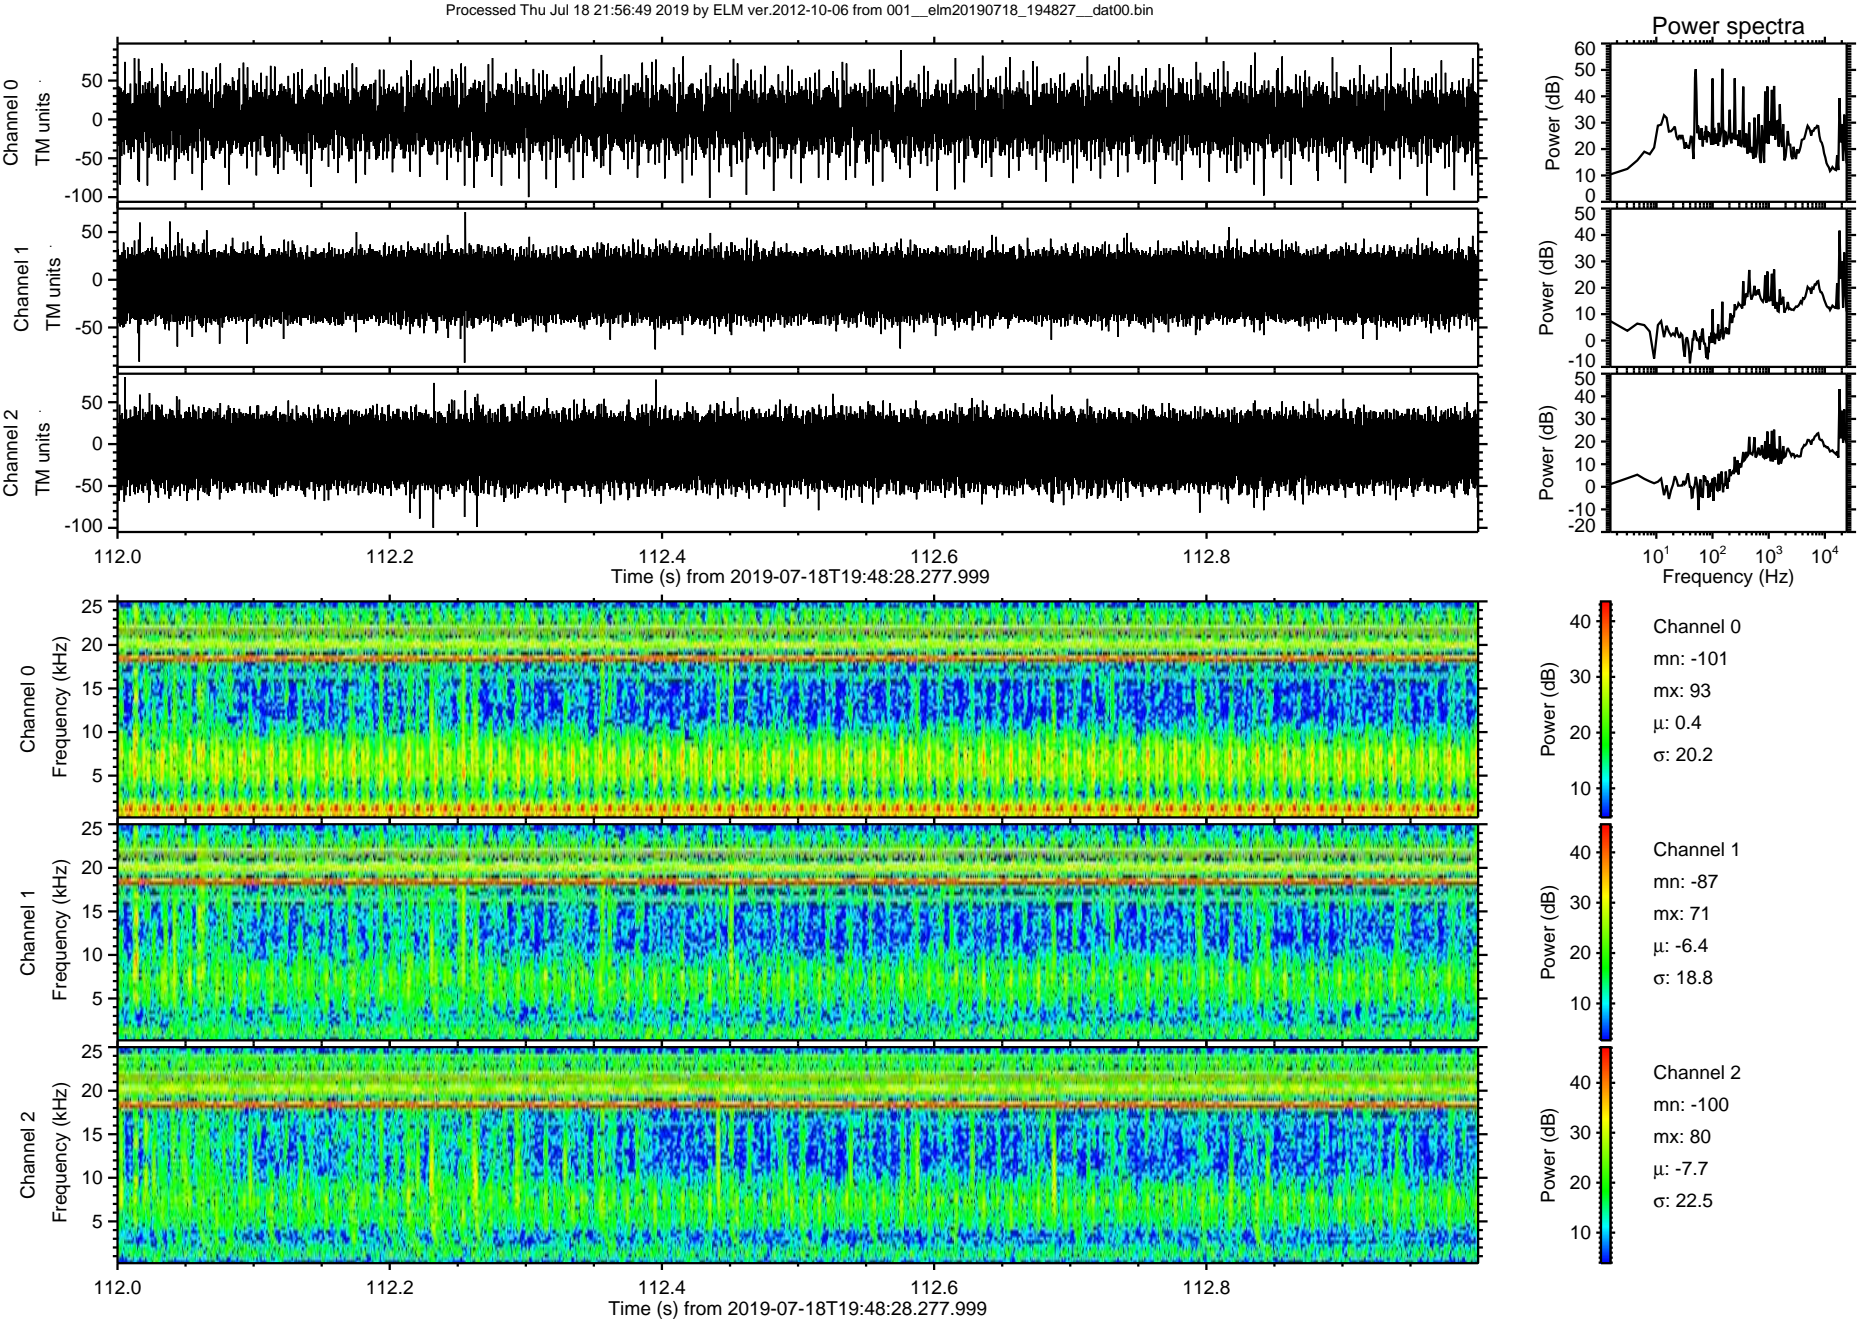 Processed Thu Jul 18 21:56:49 2019 by ELM ver.2012-10-06 from 001__elm20190718_194827__dat00.bin
Power spectra
Channel 0
TM units
50
0
-50
-100
Power (dB)
60
50
40
30
20
10
0
Channel 1
TM units
50
0
-50
Power (dB)
50
40
30
20
10
0
-10
Channel 2
TM units
50
0
-50
-100
Power (dB)
50
40
30
20
10
0
-10
-20
112.0 112.2 112.4 112.6 112.8
Time (s) from 2019-07-18T19:48:28.277.999
10¹ 10² 10³ 10⁴
Frequency (Hz)
Channel 0
Frequency (kHz)
25
20
15
10
5
Power (dB)
40
30
20
10
Channel 0
mn: -101
mx: 93
μ: 0.4
σ: 20.2
Channel 1
Frequency (kHz)
25
20
15
10
5
Power (dB)
40
30
20
10
Channel 1
mn: -87
mx: 71
μ: -6.4
σ: 18.8
Channel 2
Frequency (kHz)
25
20
15
10
5
Power (dB)
40
30
20
10
Channel 2
mn: -100
mx: 80
μ: -7.7
σ: 22.5
112.0 112.2 112.4 112.6 112.8
Time (s) from 2019-07-18T19:48:28.277.999